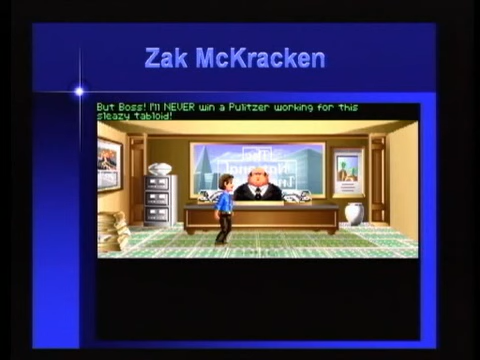 Zak McKracken
But Boss! I'll NEVER win a Pulitzer working for this
sleazy tabloid!